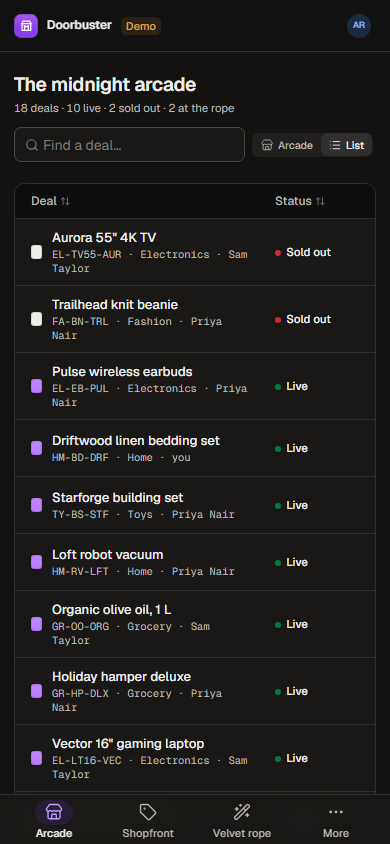 Doorbuster Demo AR
The midnight arcade
18 deals · 10 live · 2 sold out · 2 at the rope
Find a deal... Arcade List
Deal Status
Aurora 55" 4K TV
EL-TV55-AUR · Electronics · Sam
Taylor
Sold out
Trailhead knit beanie
FA-BN-TRL · Fashion · Priya
Nair
Sold out
Pulse wireless earbuds
EL-EB-PUL · Electronics · Priya
Nair
Live
Driftwood linen bedding set
HM-BD-DRF · Home · you
Live
Starforge building set
TY-BS-STF · Toys · Priya Nair
Live
Loft robot vacuum
HM-RV-LFT · Home · Priya Nair
Live
Organic olive oil, 1 L
GR-OO-ORG · Grocery · Sam
Taylor
Live
Holiday hamper deluxe
GR-HP-DLX · Grocery · Priya
Nair
Live
Vector 16" gaming laptop
EL-LT16-VEC · Electronics · Sam
Taylor
Live
Arcade Shopfront Velvet rope More